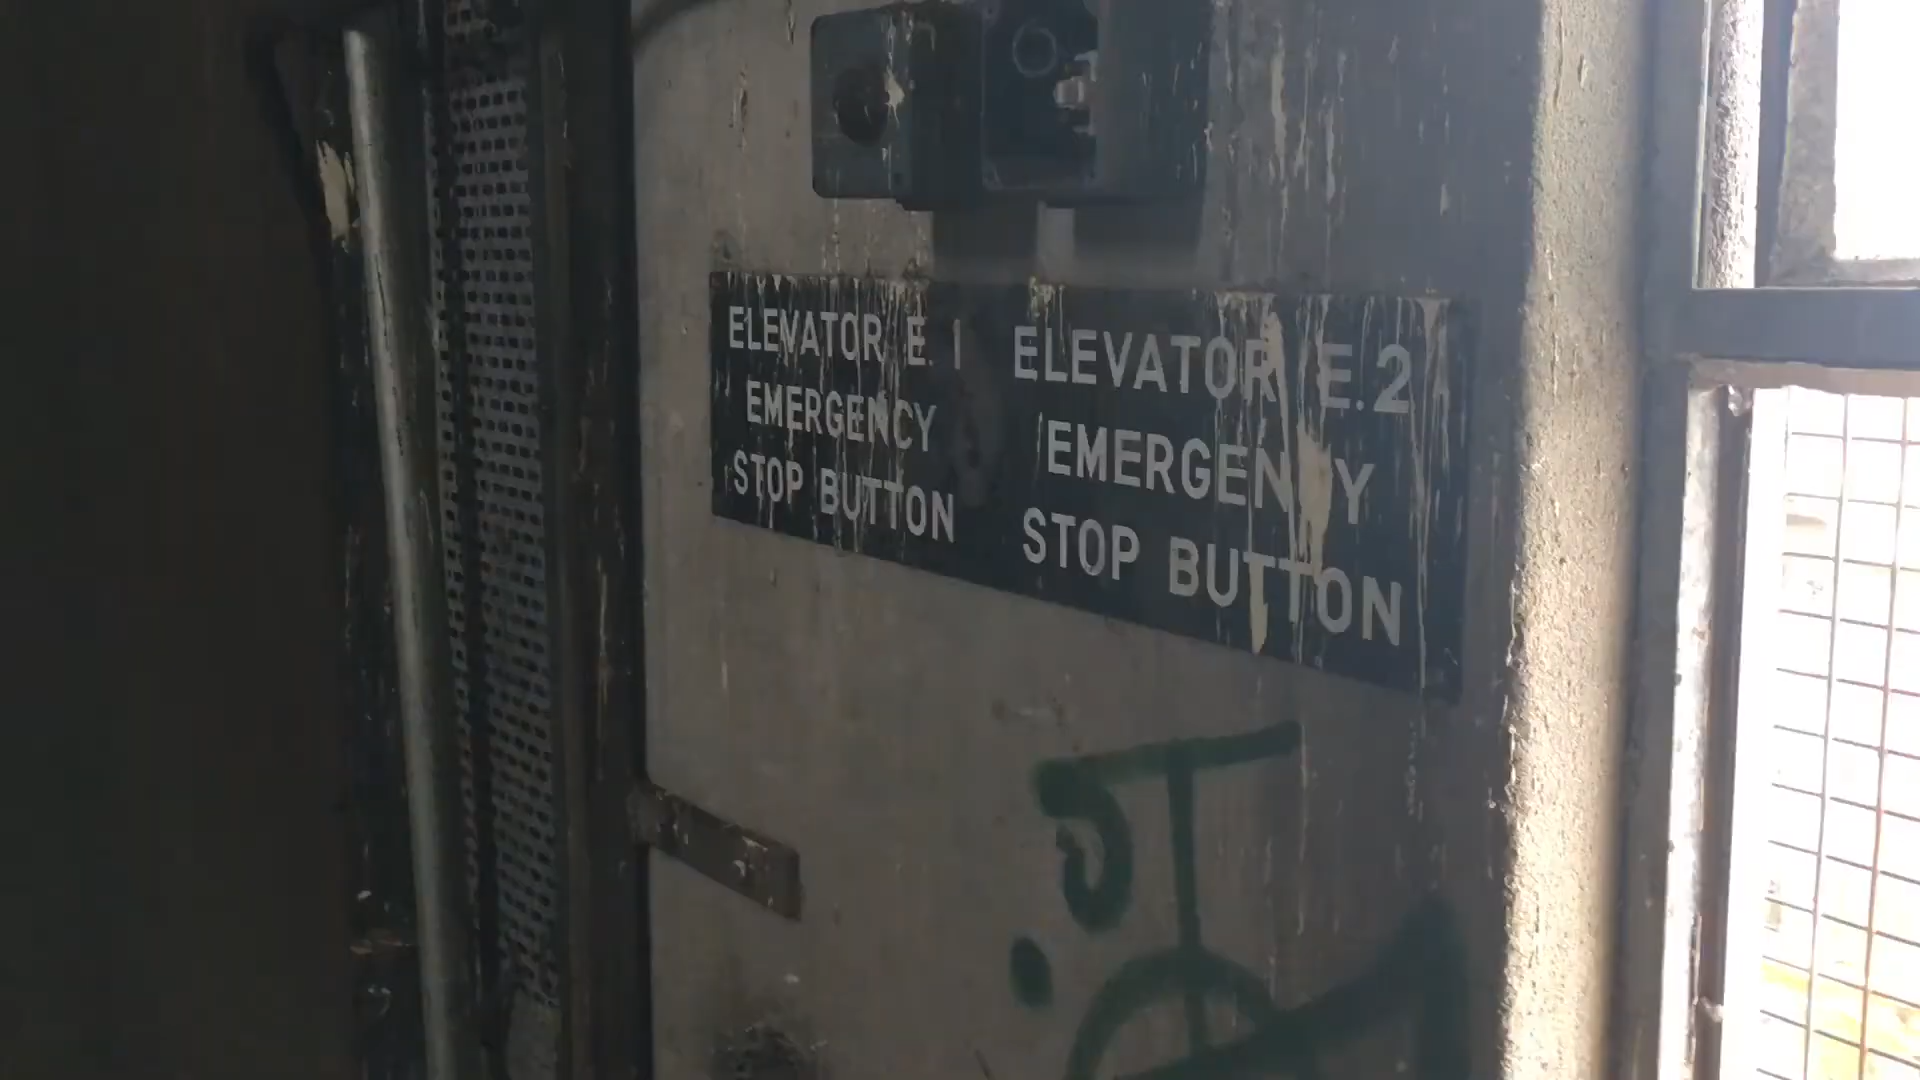 ELEVATOR E.1
EMERGENCY
STOP BUTTON
ELEVATOR E.2
EMERGENCY
STOP BUTTON